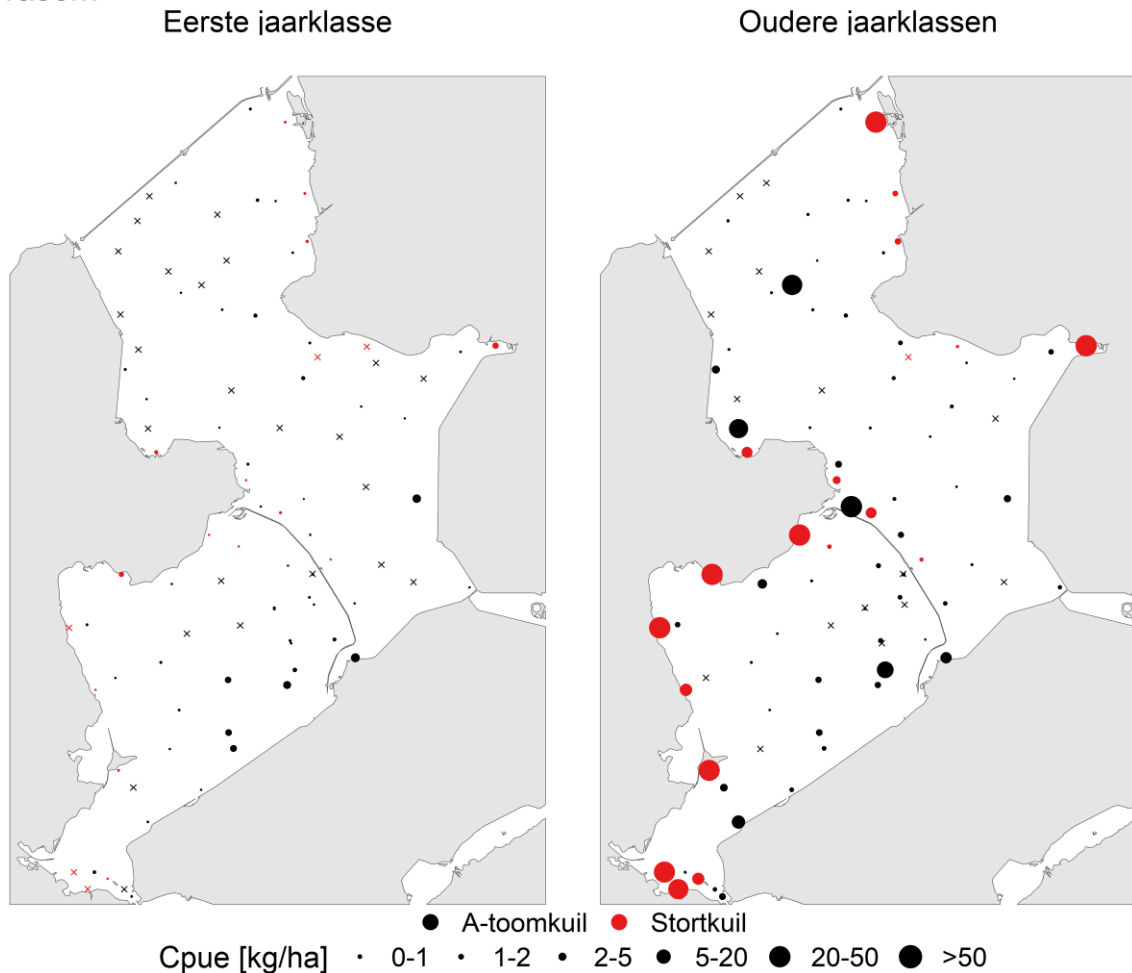 Eerste jaarklasse
Oudere jaarklassen
A-toomkuil Stortkuil
Cpue [kg/ha] 0-1 1-2 2-5 5-20 20-50 >50